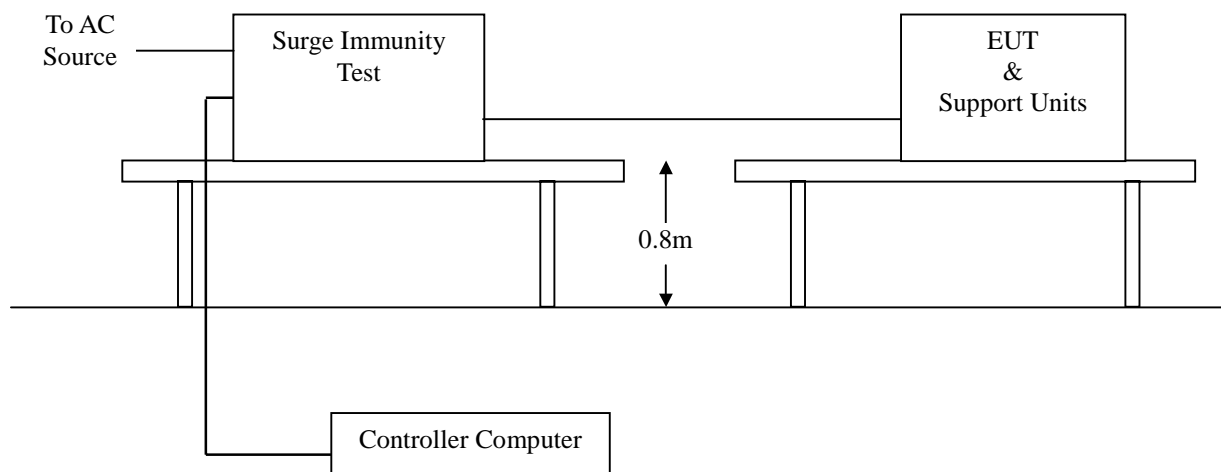 To AC
Source
Surge Immunity
Test
EUT
&
Support Units
0.8m
Controller Computer